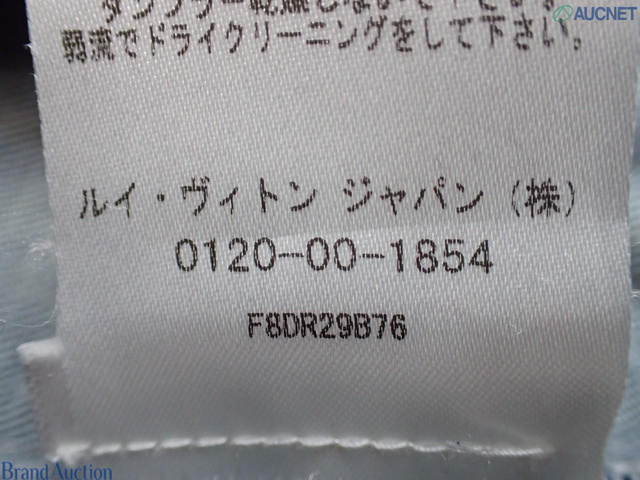 AUCNET
弱流でドライクリーニングをして下さい。
ルイ・ヴィトン ジャパン（株）
0120-00-1854
F8DR29B76
Brand Auction